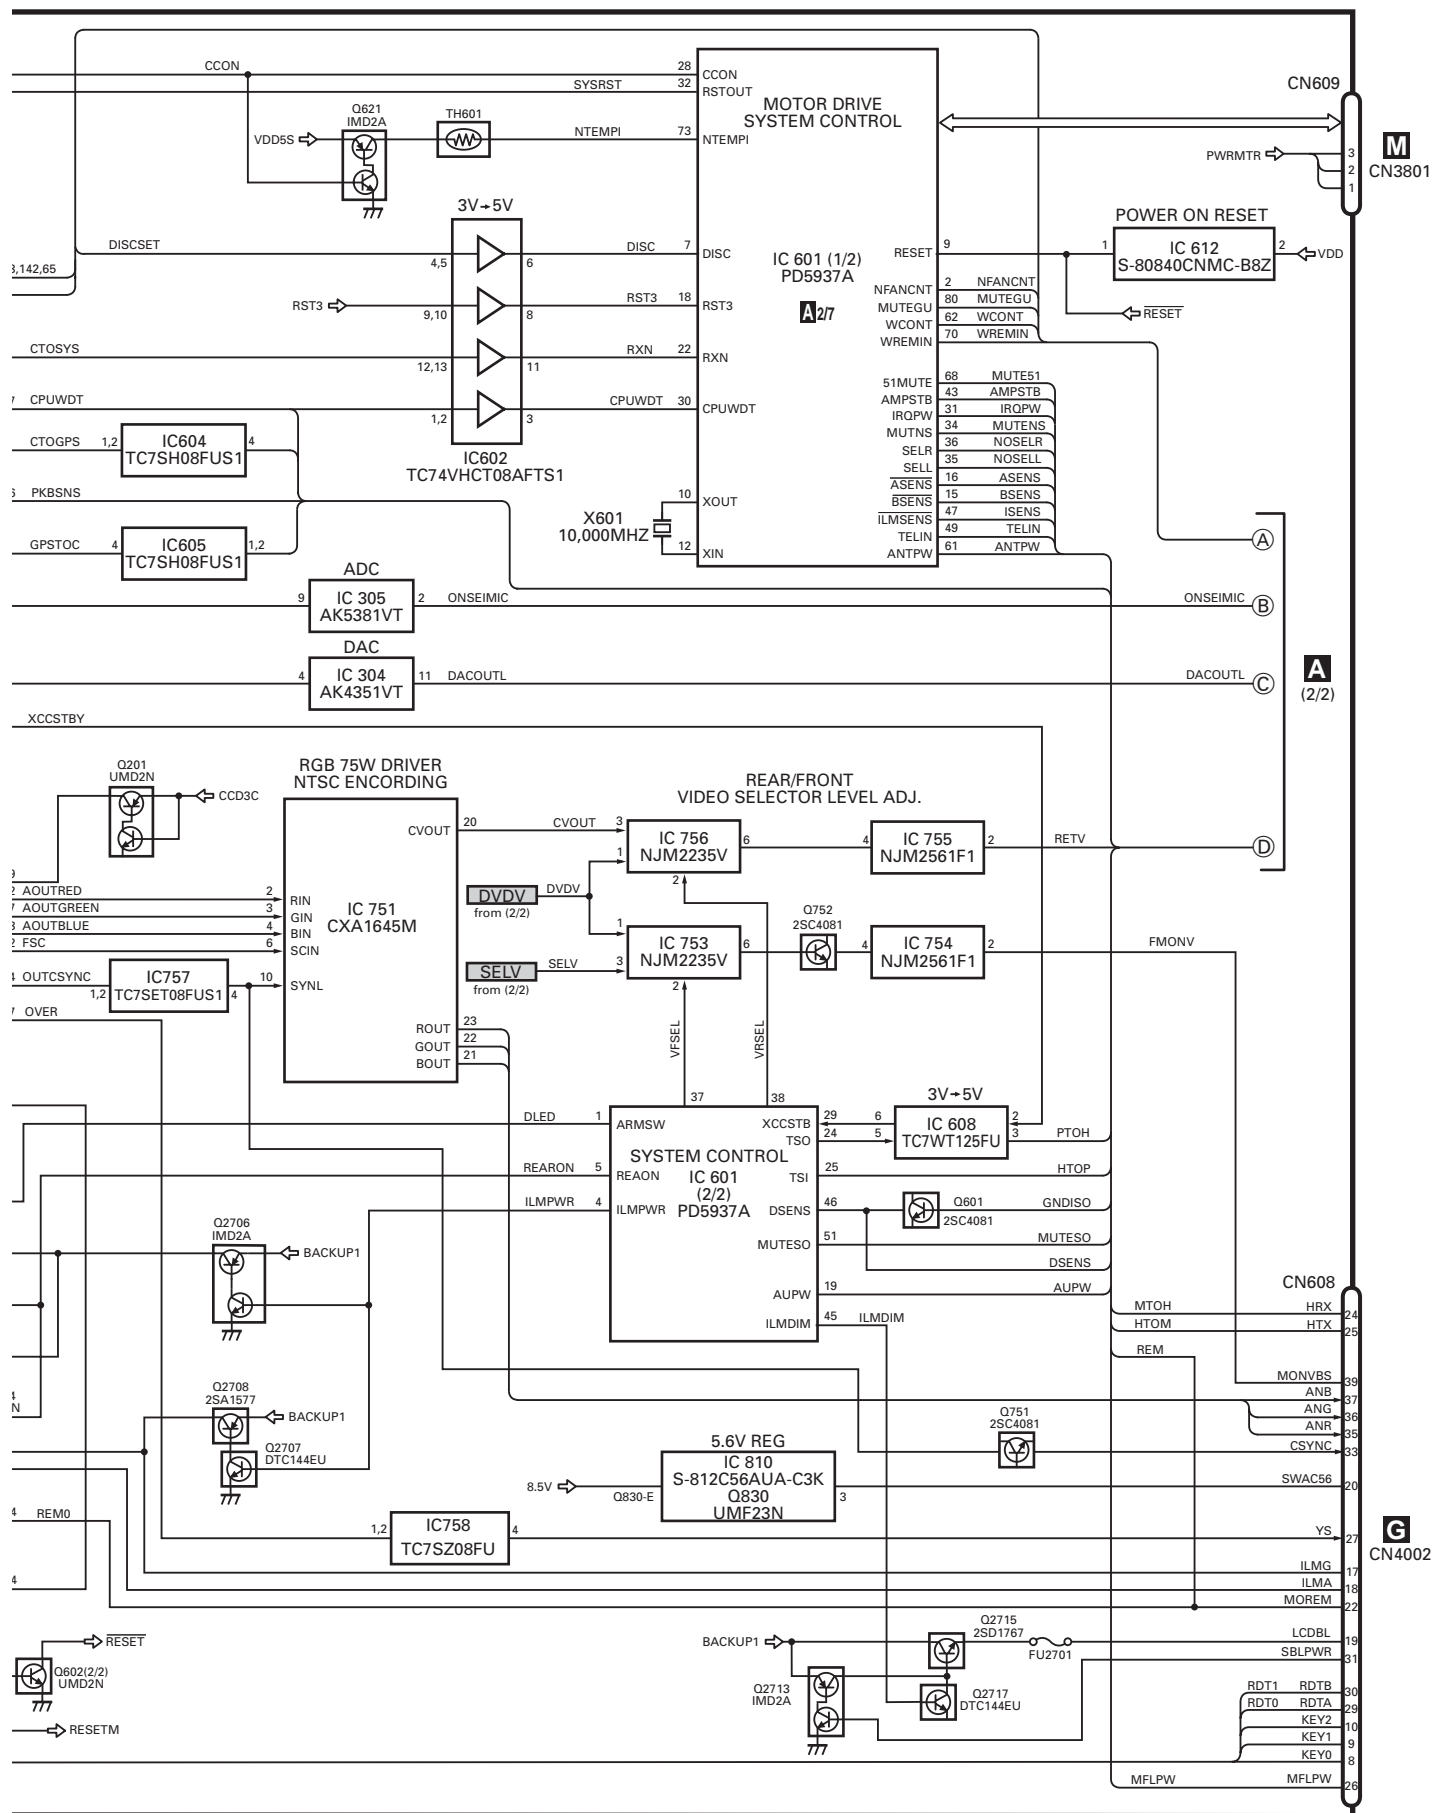 CCON
28
CCON
SYSRST
32
RSTOUT
MOTOR DRIVE
SYSTEM CONTROL
CN609
Q621
IMD2A
TH601
VDD5S
NTEMPI
73
NTEMPI
PWRMTR
3
2
1
M
CN3801
3V→5V
POWER ON RESET
DISCSET
4,5
6
DISC
7
DISC
IC 601 (1/2)
PD5937A
A 2/7
RESET
9
1
IC 612
S-80840CNMC-B8Z
2
VDD
3,142,65
RST3
9,10
8
RST3
18
RST3
NFANCNT
2
NFANCNT
MUTEGU
80
MUTEGU
WCONT
62
WCONT
WREMIN
70
WREMIN
RESET
CTOSYS
12,13
11
RXN
22
RXN
CPUWDT
1,2
3
CPUWDT
30
CPUWDT
51MUTE
68
MUTE51
AMPSTB
43
AMPSTB
IRQPW
31
IRQPW
MUTNS
34
MUTENS
SELR
36
NOSELR
SELL
35
NOSELL
ASENS
16
ASENS
BSENS
15
BSENS
ILMSENS
47
ISENS
TELIN
49
TELIN
ANTPW
61
ANTPW
CTOGPS
1,2
IC604
TC7SH08FUS1
4
IC602
TC74VHCT08AFTS1
PKBSNS
X601
10,000MHZ
10
XOUT
12
XIN
GPSTOC
4
IC605
TC7SH08FUS1
1,2
A
ADC
9
IC 305
AK5381VT
2
ONSEIMIC
ONSEIMIC
B
DAC
4
IC 304
AK4351VT
11
DACOUTL
DACOUTL
C
A
(2/2)
XCCSTBY
Q201
UMD2N
CCD3C
RGB 75W DRIVER
NTSC ENCORDING
REAR/FRONT
VIDEO SELECTOR LEVEL ADJ.
CVOUT
20
CVOUT
3
1
2
IC 756
NJM2235V
6
4
IC 755
NJM2561F1
2
RETV
D
AOUTRED
2
RIN
AOUTGREEN
3
GIN
AOUTBLUE
4
BIN
FSC
6
SCIN
IC 751
CXA1645M
DVDV
from (2/2)
DVDV
1
IC 753
NJM2235V
6
Q752
2SC4081
4
IC 754
NJM2561F1
2
FMONV
SELV
from (2/2)
SELV
3
2
OUTCSYNC
1,2
IC757
TC7SET08FUS1
4
10
SYNL
OVER
ROUT
23
GOUT
22
BOUT
21
VFSEL
VRSEL
37
38
3V→5V
DLED
1
ARMSW
XCCSTB
29
6
TSO
24
5
IC 608
TC7WT125FU
2
3
PTOH
SYSTEM CONTROL
IC 601
(2/2)
PD5937A
REARON
5
REAON
TSI
25
HTOP
ILMPWR
4
ILMPWR
DSENS
46
Q601
2SC4081
GNDISO
MUTESO
51
MUTESO
DSENS
AUPW
19
AUPW
ILMDIM
45
ILMDIM
Q2706
IMD2A
BACKUP1
CN608
MTOH
HRX
24
HTOM
HTX
25
REM
MONVBS
39
ANB
37
ANG
36
ANR
35
CSYNC
33
Q2708
2SA1577
BACKUP1
Q2707
DTC144EU
Q751
2SC4081
5.6V REG
8.5V
Q830-E
IC 810
S-812C56AUA-C3K
Q830
UMF23N
3
SWAC56
20
4
REM0
1,2
IC758
TC7SZ08FU
4
YS
27
G
CN4002
ILMG
17
ILMA
18
MOREM
22
RESET
Q602(2/2)
UMD2N
RESETM
BACKUP1
Q2715
2SD1767
FU2701
LCDBL
19
SBLPWR
31
Q2713
IMD2A
Q2717
DTC144EU
RDT1
RDTB
30
RDT0
RDTA
29
KEY2
10
KEY1
9
KEY0
8
MFLPW
MFLPW
26